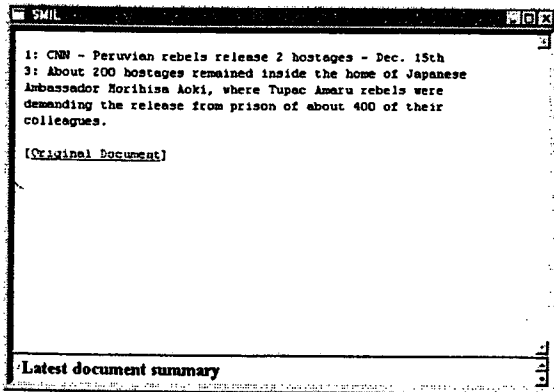 SMIL
1: CNN - Peruvian rebels release 2 hostages - Dec. 15th
3: About 200 hostages remained inside the home of Japanese
Ambassador Morihisa Aoki, where Tupac Amaru rebels were
demanding the release from prison of about 400 of their
colleagues.
[Original Document]
Latest document summary